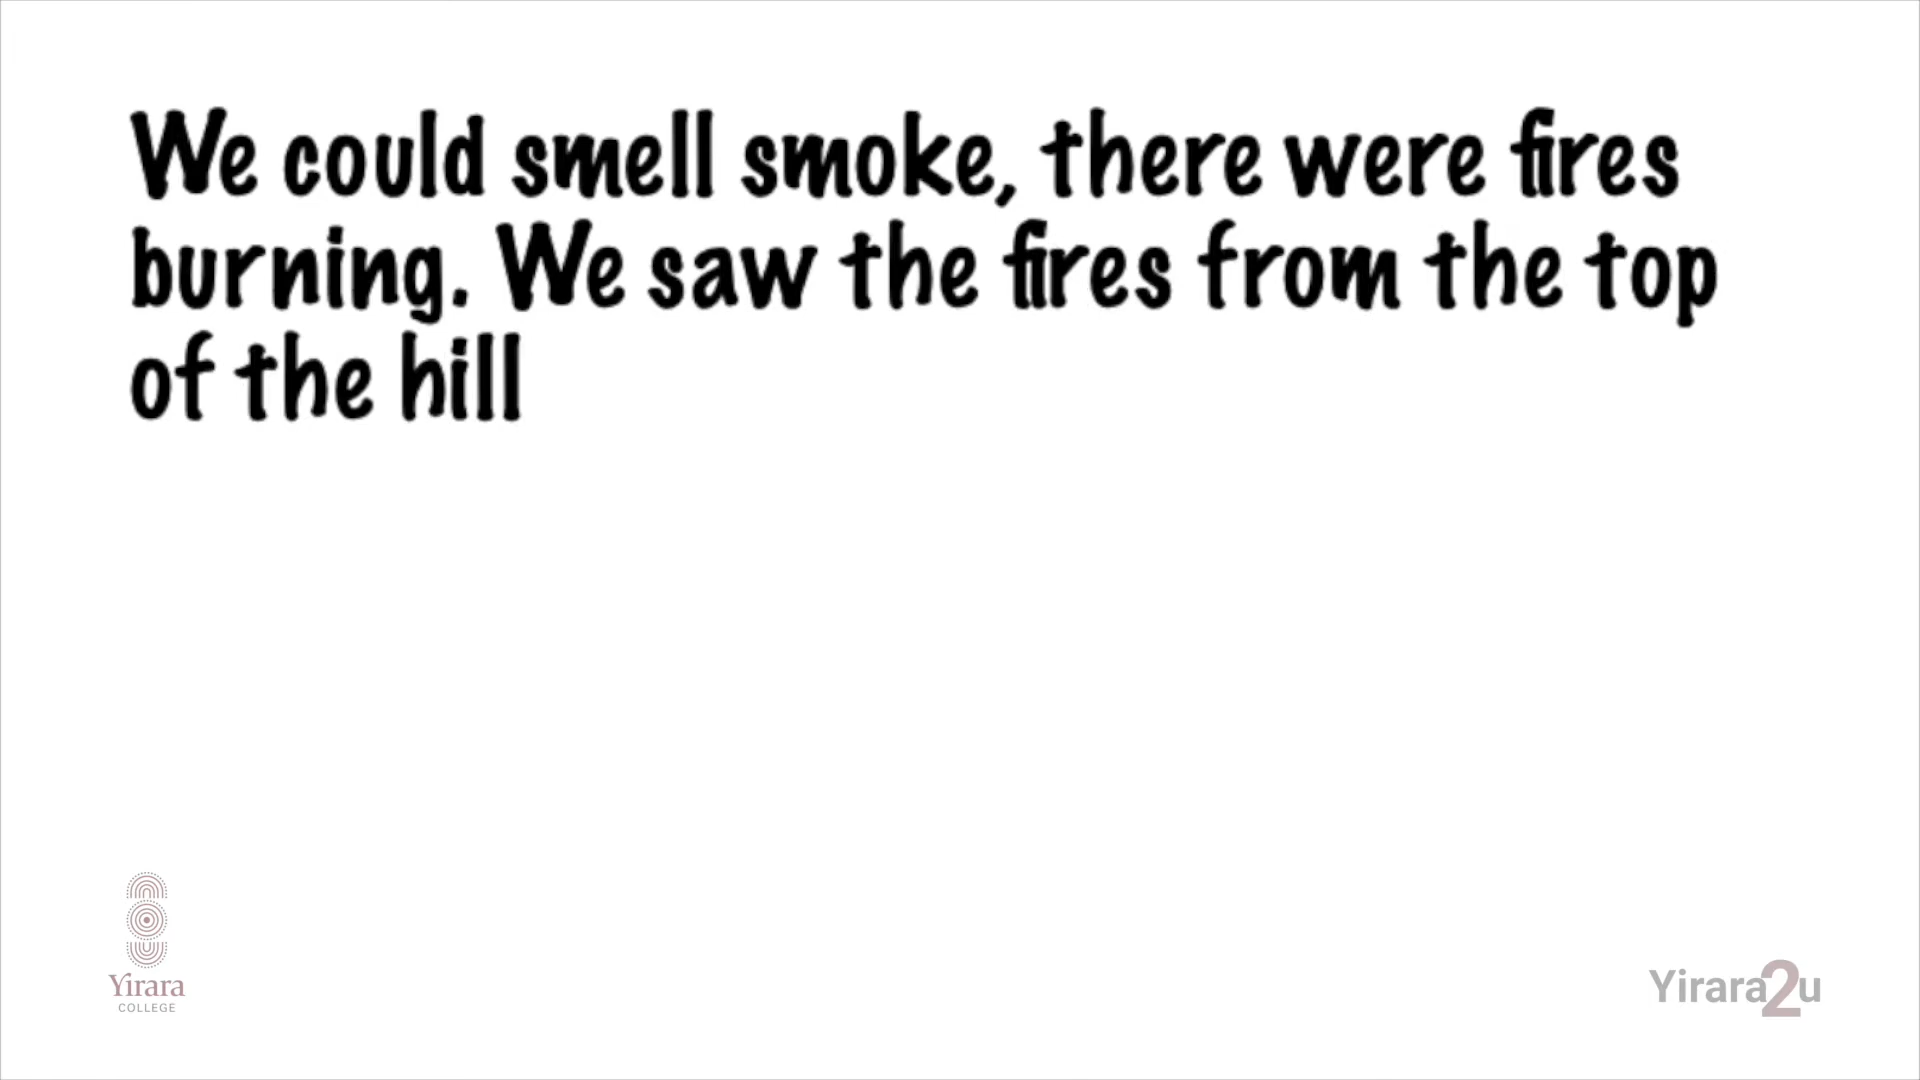 We could smell smoke, there were fires
burning. We saw the fires from the top
of the hill
Yirara
COLLEGE
Yirara2u